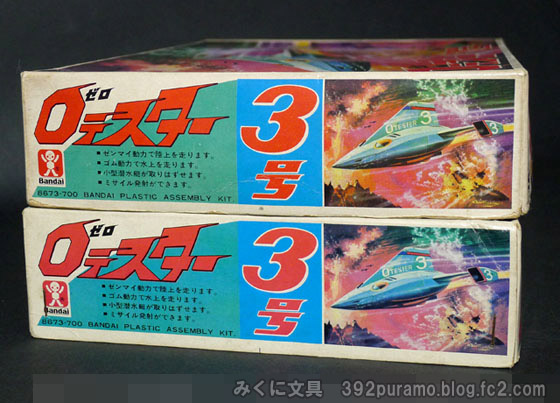 ゼロ
0テスター
3号
■ ゼンマイ動力で陸上を走ります。
■ ゴム動力で水上を走ります。
■ 小型潜水艇が取りはずせます。
■ ミサイル発射ができます。
Bandai
8673-700 BANDAI PLASTIC ASSEMBLY KIT.
0TESTER 3
ゼロ
0テスター
3号
■ ゼンマイ動力で陸上を走ります。
■ ゴム動力で水上を走ります。
■ 小型潜水艇が取りはずせます。
■ ミサイル発射ができます。
Bandai
8673-700 BANDAI PLASTIC ASSEMBLY KIT.
0TESTER 3
みくに文具 392puramo.blog.fc2.com